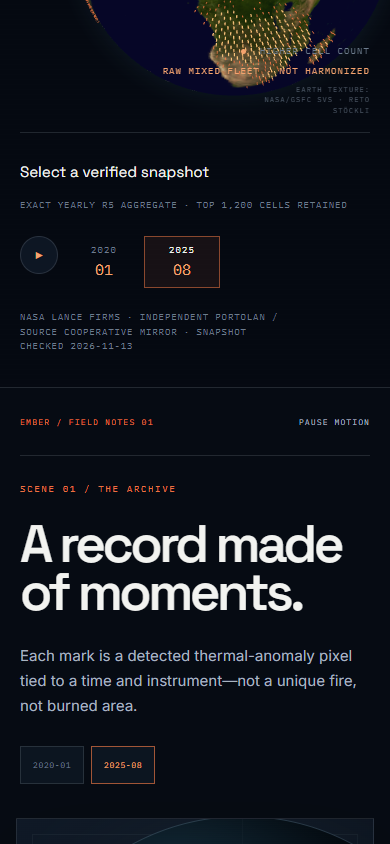 CELL COUNT
RAW MIXED FLEET · NOT HARMONIZED
EARTH TEXTURE:
NASA/GSFC SVS · RETO
STÖCKLI
Select a verified snapshot
EXACT YEARLY R5 AGGREGATE · TOP 1,200 CELLS RETAINED
2020
01
2025
08
NASA LANCE FIRMS · INDEPENDENT PORTOLAN /
SOURCE COOPERATIVE MIRROR · SNAPSHOT
CHECKED 2026-11-13
EMBER / FIELD NOTES 01
PAUSE MOTION
SCENE 01 / THE ARCHIVE
A record made
of moments.
Each mark is a detected thermal-anomaly pixel
tied to a time and instrument—not a unique fire,
not burned area.
2020-01
2025-08